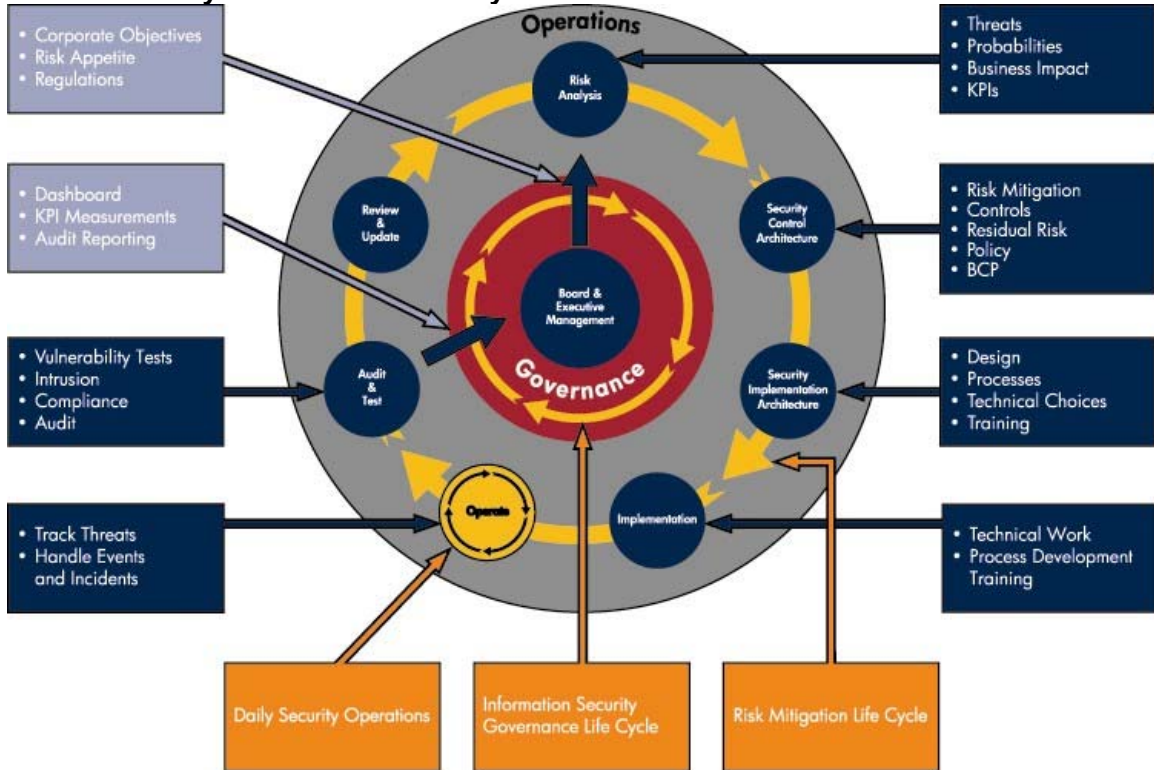 Operations
• Corporate Objectives
• Risk Appetite
• Regulations
• Dashboard
• KPI Measurements
• Audit Reporting
• Vulnerability Tests
• Intrusion
• Compliance
• Audit
• Track Threats
• Handle Events
and Incidents
Risk
Analysis
Review
&
Update
Security
Control
Architecture
Board &
Executive
Management
Governance
Audit
&
Test
Security
Implementation
Architecture
Operate
Implementation
• Threats
• Probabilities
• Business Impact
• KPIs
• Risk Mitigation
• Controls
• Residual Risk
• Policy
• BCP
• Design
• Processes
• Technical Choices
• Training
• Technical Work
• Process Development
Training
Daily Security Operations
Information Security
Governance Life Cycle
Risk Mitigation Life Cycle